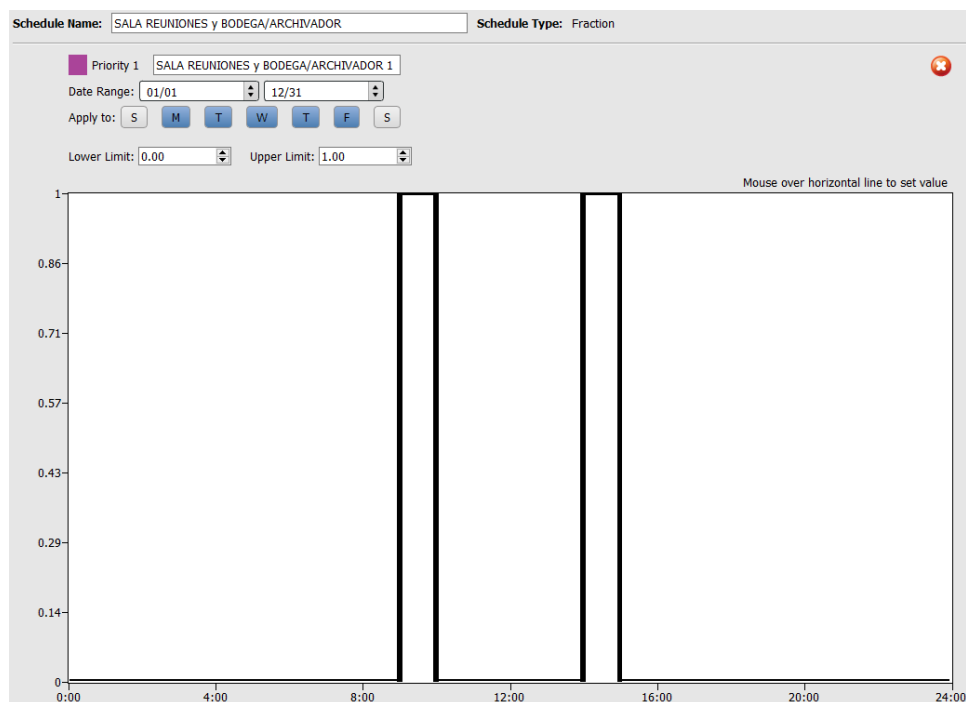 Schedule Name: SALA REUNIONES y BODEGA/ARCHIVADOR Schedule Type: Fraction
Priority 1 SALA REUNIONES y BODEGA/ARCHIVADOR 1
Date Range: 01/01 12/31
Apply to: S M T W T F S
Lower Limit: 0.00 Upper Limit: 1.00
Mouse over horizontal line to set value
1
0.86
0.71
0.57
0.43
0.29
0.14
0
0:00 4:00 8:00 12:00 16:00 20:00 24:00